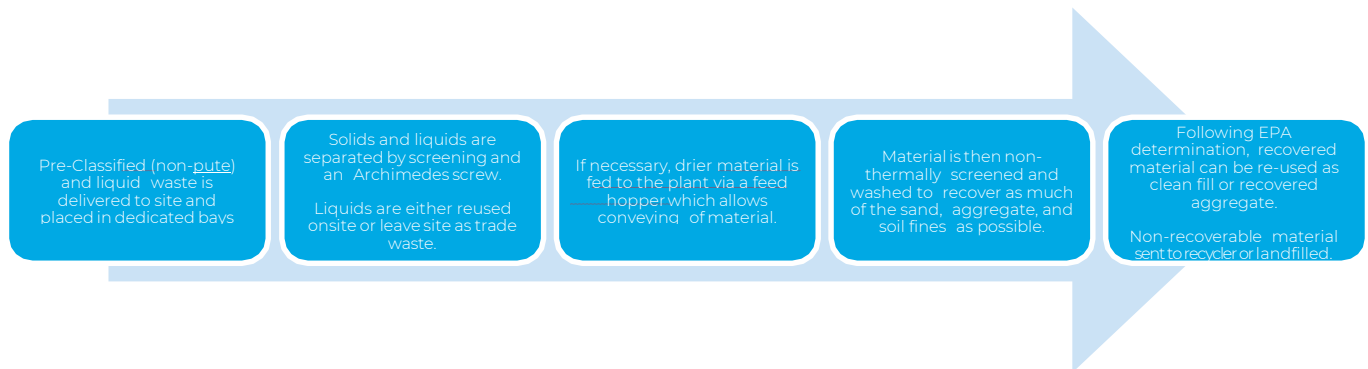 Pre-Classified (non-pute)
and liquid waste is
delivered to site and
placed in dedicated bays
Solids and liquids are
separated by screening and
an Archimedes screw.
Liquids are either reused
onsite or leave site as trade
waste.
If necessary, drier material is
fed to the plant via a feed
hopper which allows
conveying of material.
Material is then non-
thermally screened and
washed to recover as much
of the sand, aggregate, and
soil fines as possible.
Following EPA
determination, recovered
material can be re-used as
clean fill or recovered
aggregate.
Non-recoverable material
sent to recycler or landfilled.